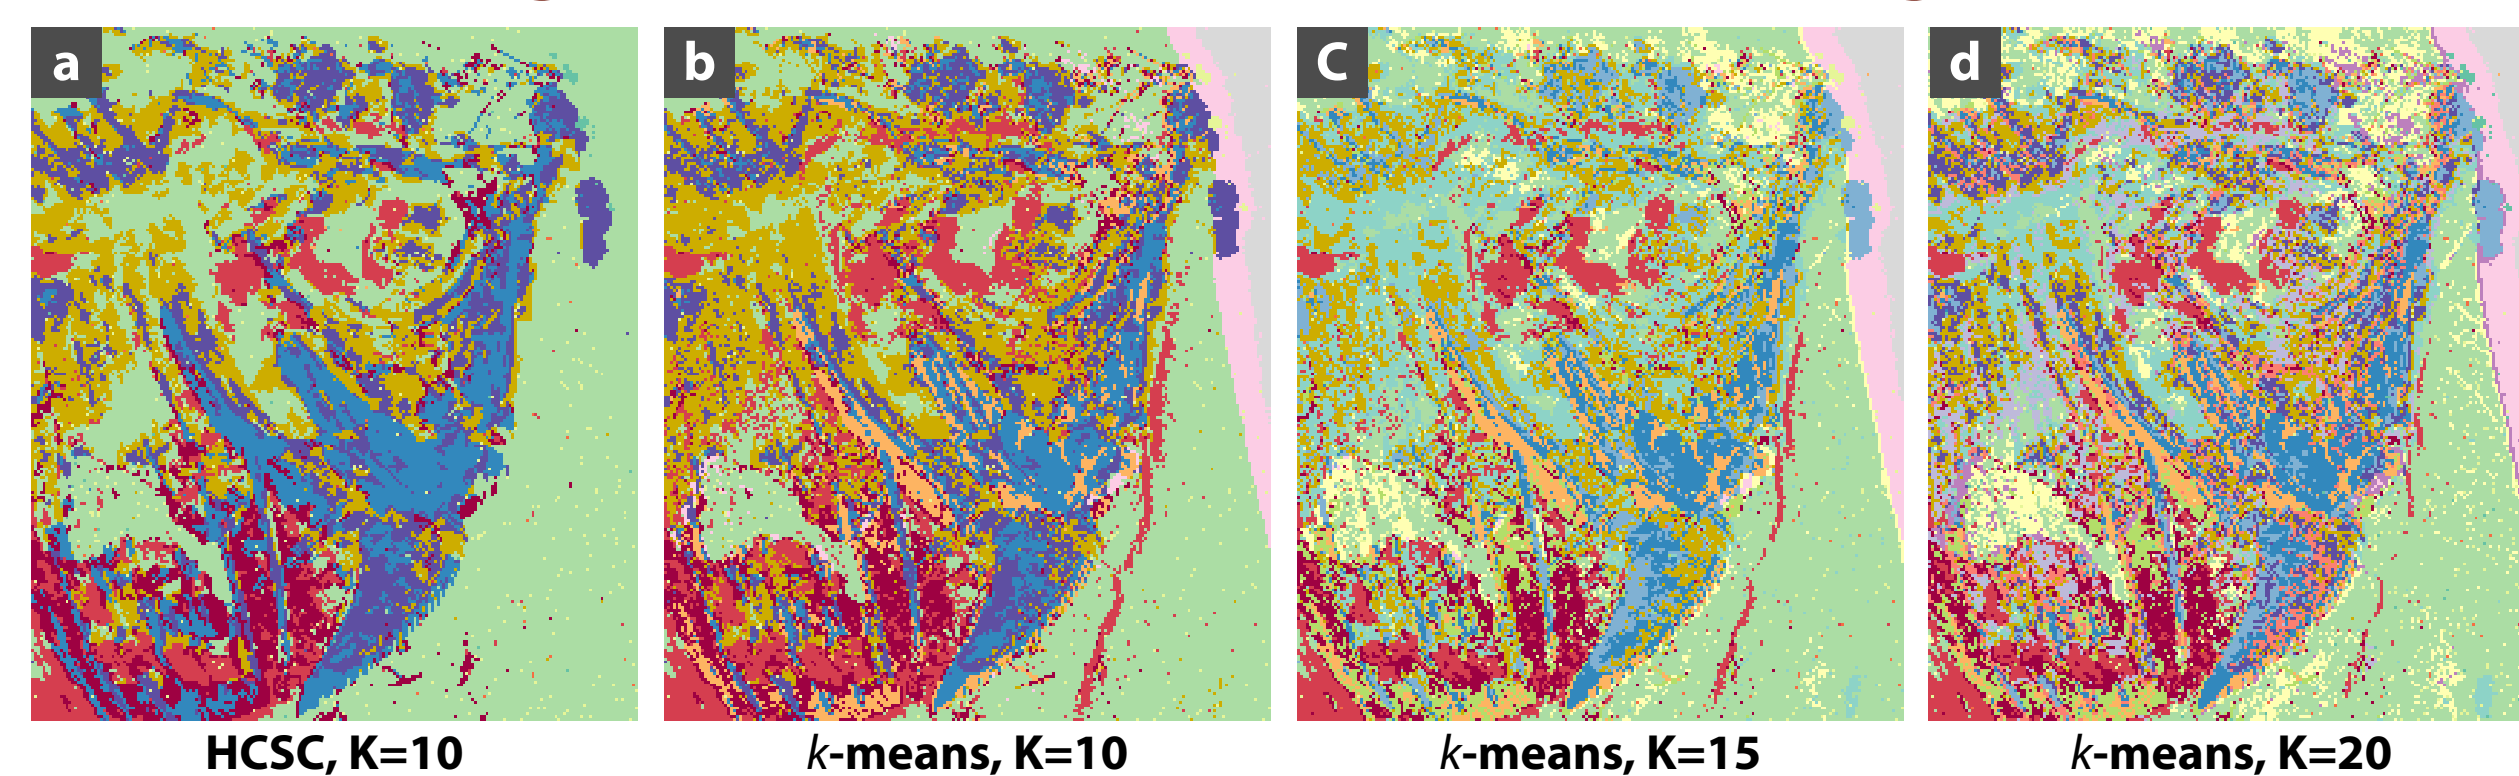 a
b
c
d
HCSC, K=10
k-means, K=10
k-means, K=15
k-means, K=20